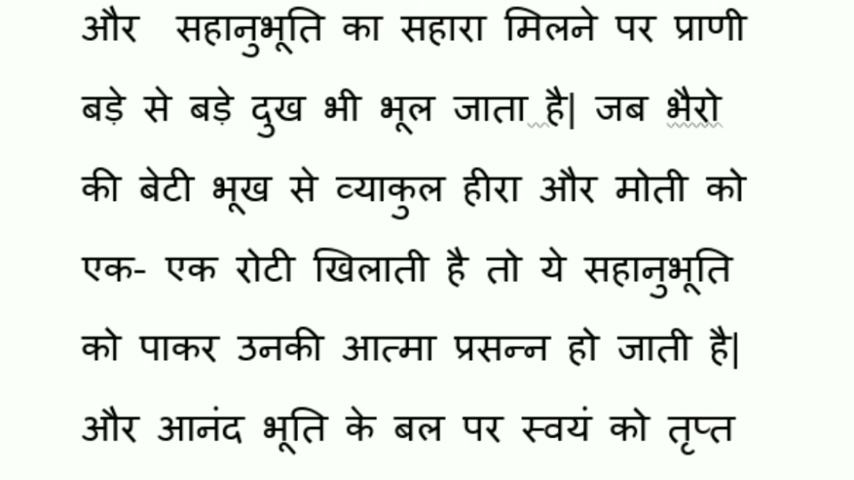 और सहानुभूति का सहारा मिलने पर प्राणी
बड़े से बड़े दुख भी भूल जाता है| जब भैरो
की बेटी भूख से व्याकुल हीरा और मोती को
एक- एक रोटी खिलाती है तो ये सहानुभूति
को पाकर उनकी आत्मा प्रसन्न हो जाती है|
और आनंद भूति के बल पर स्वयं को तृप्त